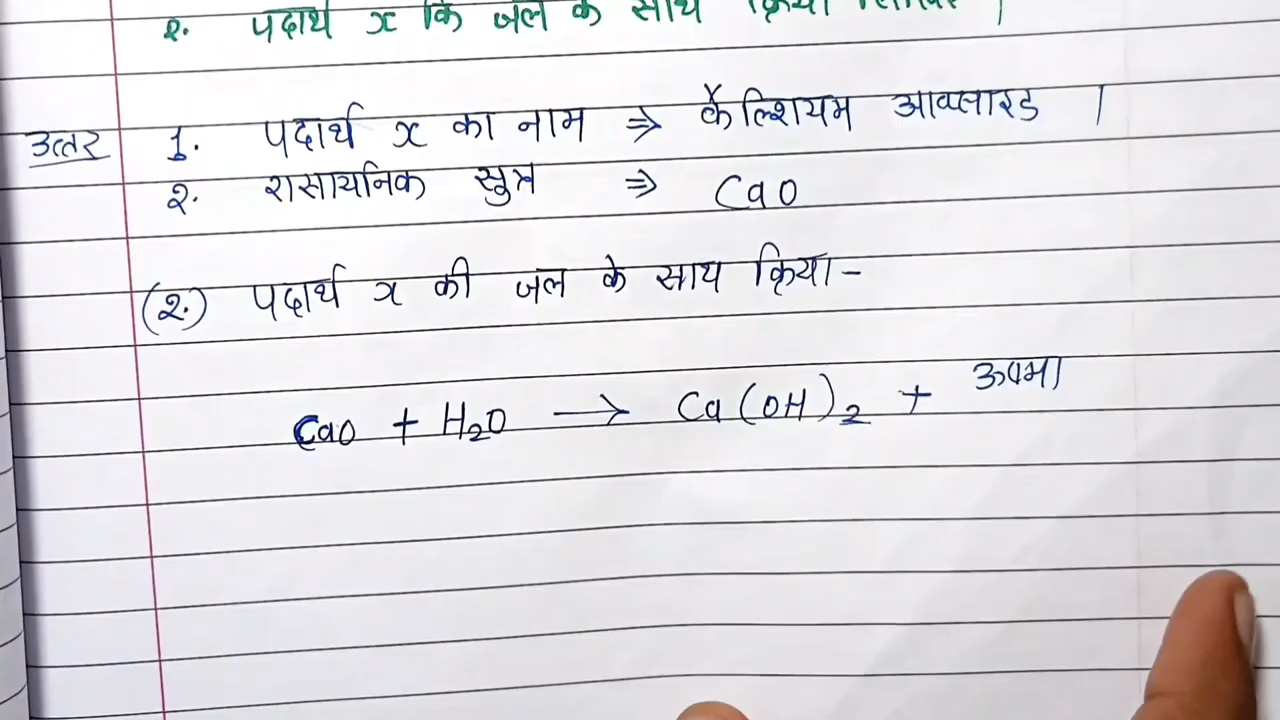 २. पदार्थ x कि जल के साथ क्रिया
उत्तर 1. पदार्थ x का नाम ⇒ कैल्शियम आक्साइड ।
२. रासायनिक सुत्र ⇒ CaO
(२.) पदार्थ x की जल के साथ क्रिया-
CaO + H₂O → Ca(OH)₂ + ऊष्मा